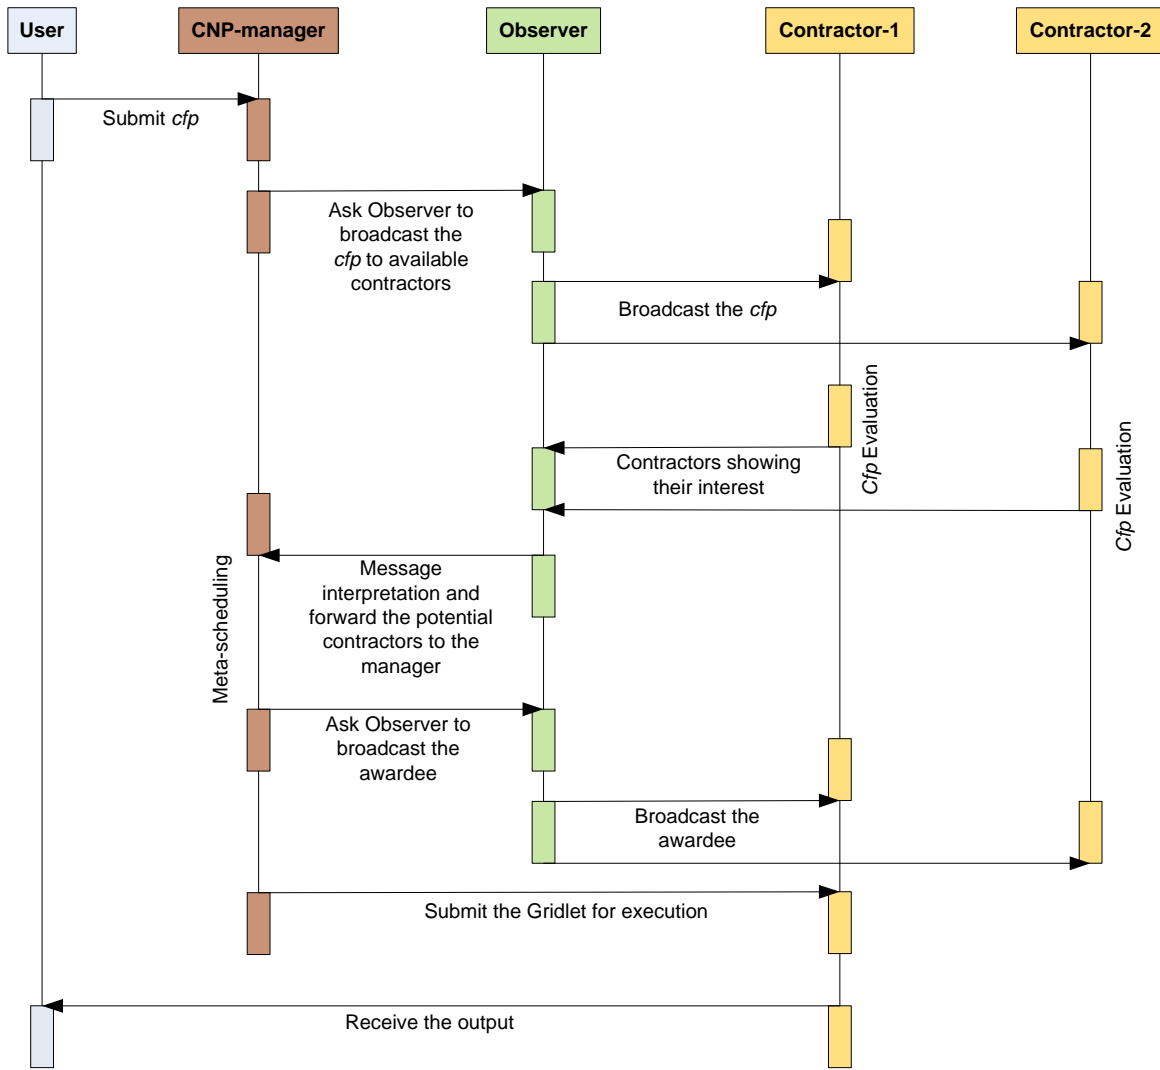 User
CNP-manager
Observer
Contractor-1
Contractor-2
Submit cfp
Ask Observer to
broadcast the
cfp to available
contractors
Broadcast the cfp
Cfp Evaluation
Contractors showing
their interest
Cfp Evaluation
Message
interpretation and
forward the potential
contractors to the
manager
Meta-scheduling
Ask Observer to
broadcast the
awardee
Broadcast the
awardee
Submit the Gridlet for execution
Receive the output